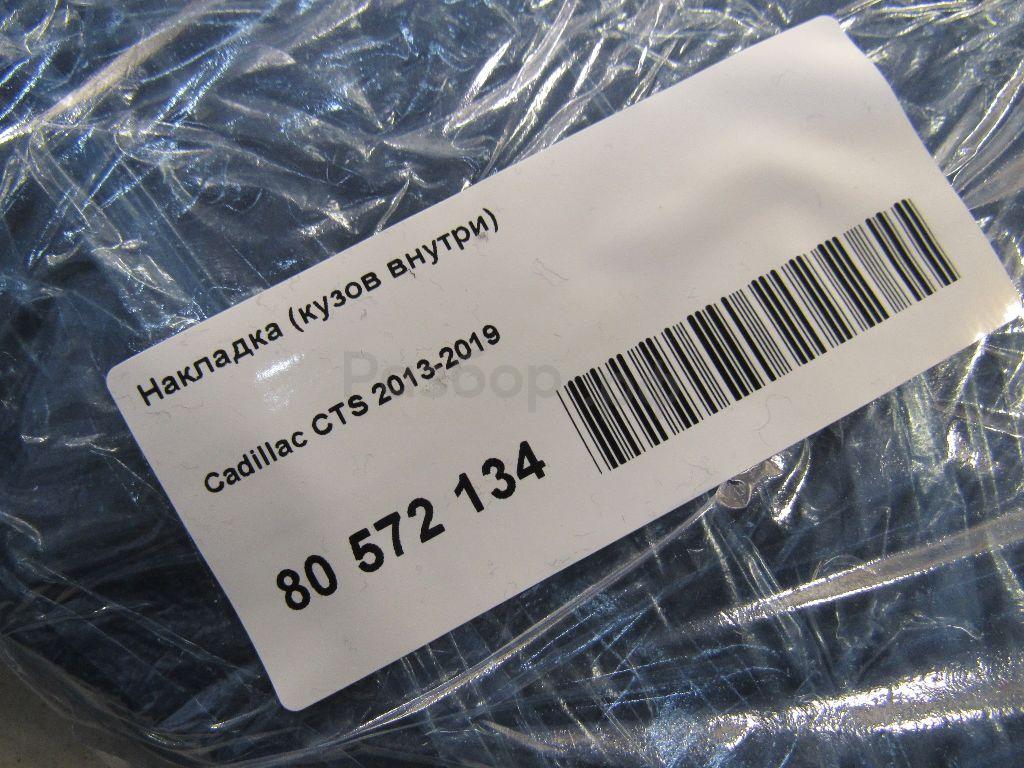 Накладка (кузов внутри)
Cadillac CTS 2013-2019
80 572 134